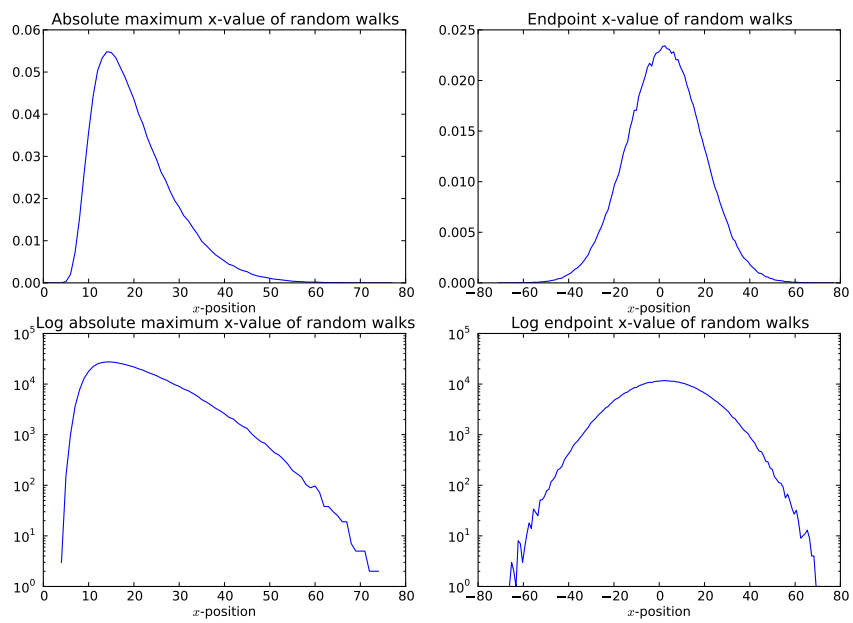 Absolute maximum x-value of random walks
0.06
0.05
0.04
0.03
0.02
0.01
0.00
0 10 20 30 40 50 60 70 80
x-position
Endpoint x-value of random walks
0.025
0.020
0.015
0.010
0.005
0.000
−80 −60 −40 −20 0 20 40 60 80
x-position
Log absolute maximum x-value of random walks
10^5
10^4
10^3
10^2
10^1
10^0
0 10 20 30 40 50 60 70 80
x-position
Log endpoint x-value of random walks
10^5
10^4
10^3
10^2
10^1
10^0
−80 −60 −40 −20 0 20 40 60 80
x-position